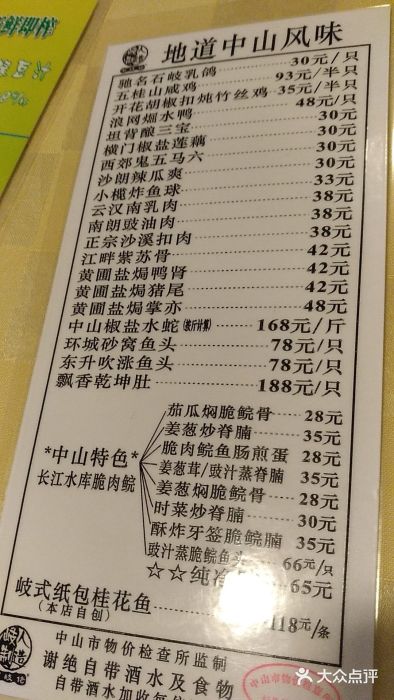 地道中山风味
驰名石岐乳鸽 30元/只
五桂山咸鸡 93元/半只
开花胡椒扣炖竹丝鸡 35元/半只
浪网焗水鸭 48元/只
坦背酿三宝 30元
横门椒盐莲藕 30元
西郊鬼五马六 30元
沙朗辣瓜爽 30元
小榄炸鱼球 33元
云汉南乳肉 38元
南朗豉油肉 38元
正宗沙溪扣肉 38元
江畔紫苏骨 42元
黄圃盐焗鸭肾 42元
黄圃盐焗猪尾 42元
黄圃盐焗掌亦 48元
中山椒盐水蛇(按斤计算) 168元/斤
环城砂窝鱼头 78元/只
东升吹涨鱼头 78元/只
飘香乾坤肚 188元/只
*中山特色*
长江水库脆肉鲩
茄瓜焖脆鲩骨 28元
姜葱炒脊腩 35元
脆肉鲩鱼肠煎蛋 28元
姜葱茸/豉汁蒸脊腩 35元
姜葱焖脆鲩骨 28元
时菜炒脊腩 30元
酥炸牙签脆鲩腩 35元
豉汁蒸脆鲩鱼头 66元/只
☆☆纯 65元
岐式纸包桂花鱼 118元/条
(本店自创)
中山市物价检查所监制
谢绝自带酒水及食物
自带酒水加收
大众点评